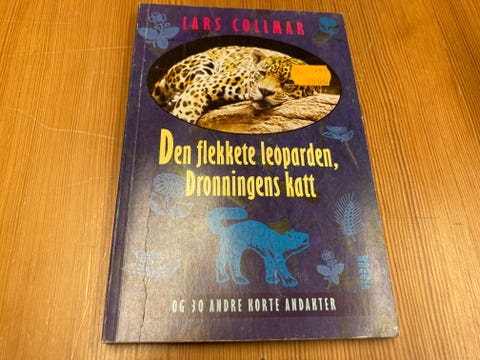 LARS COLLMAR
Den flekkete leoparden,
Dronningens katt
OG 30 ANDRE KORTE ANDAKTER